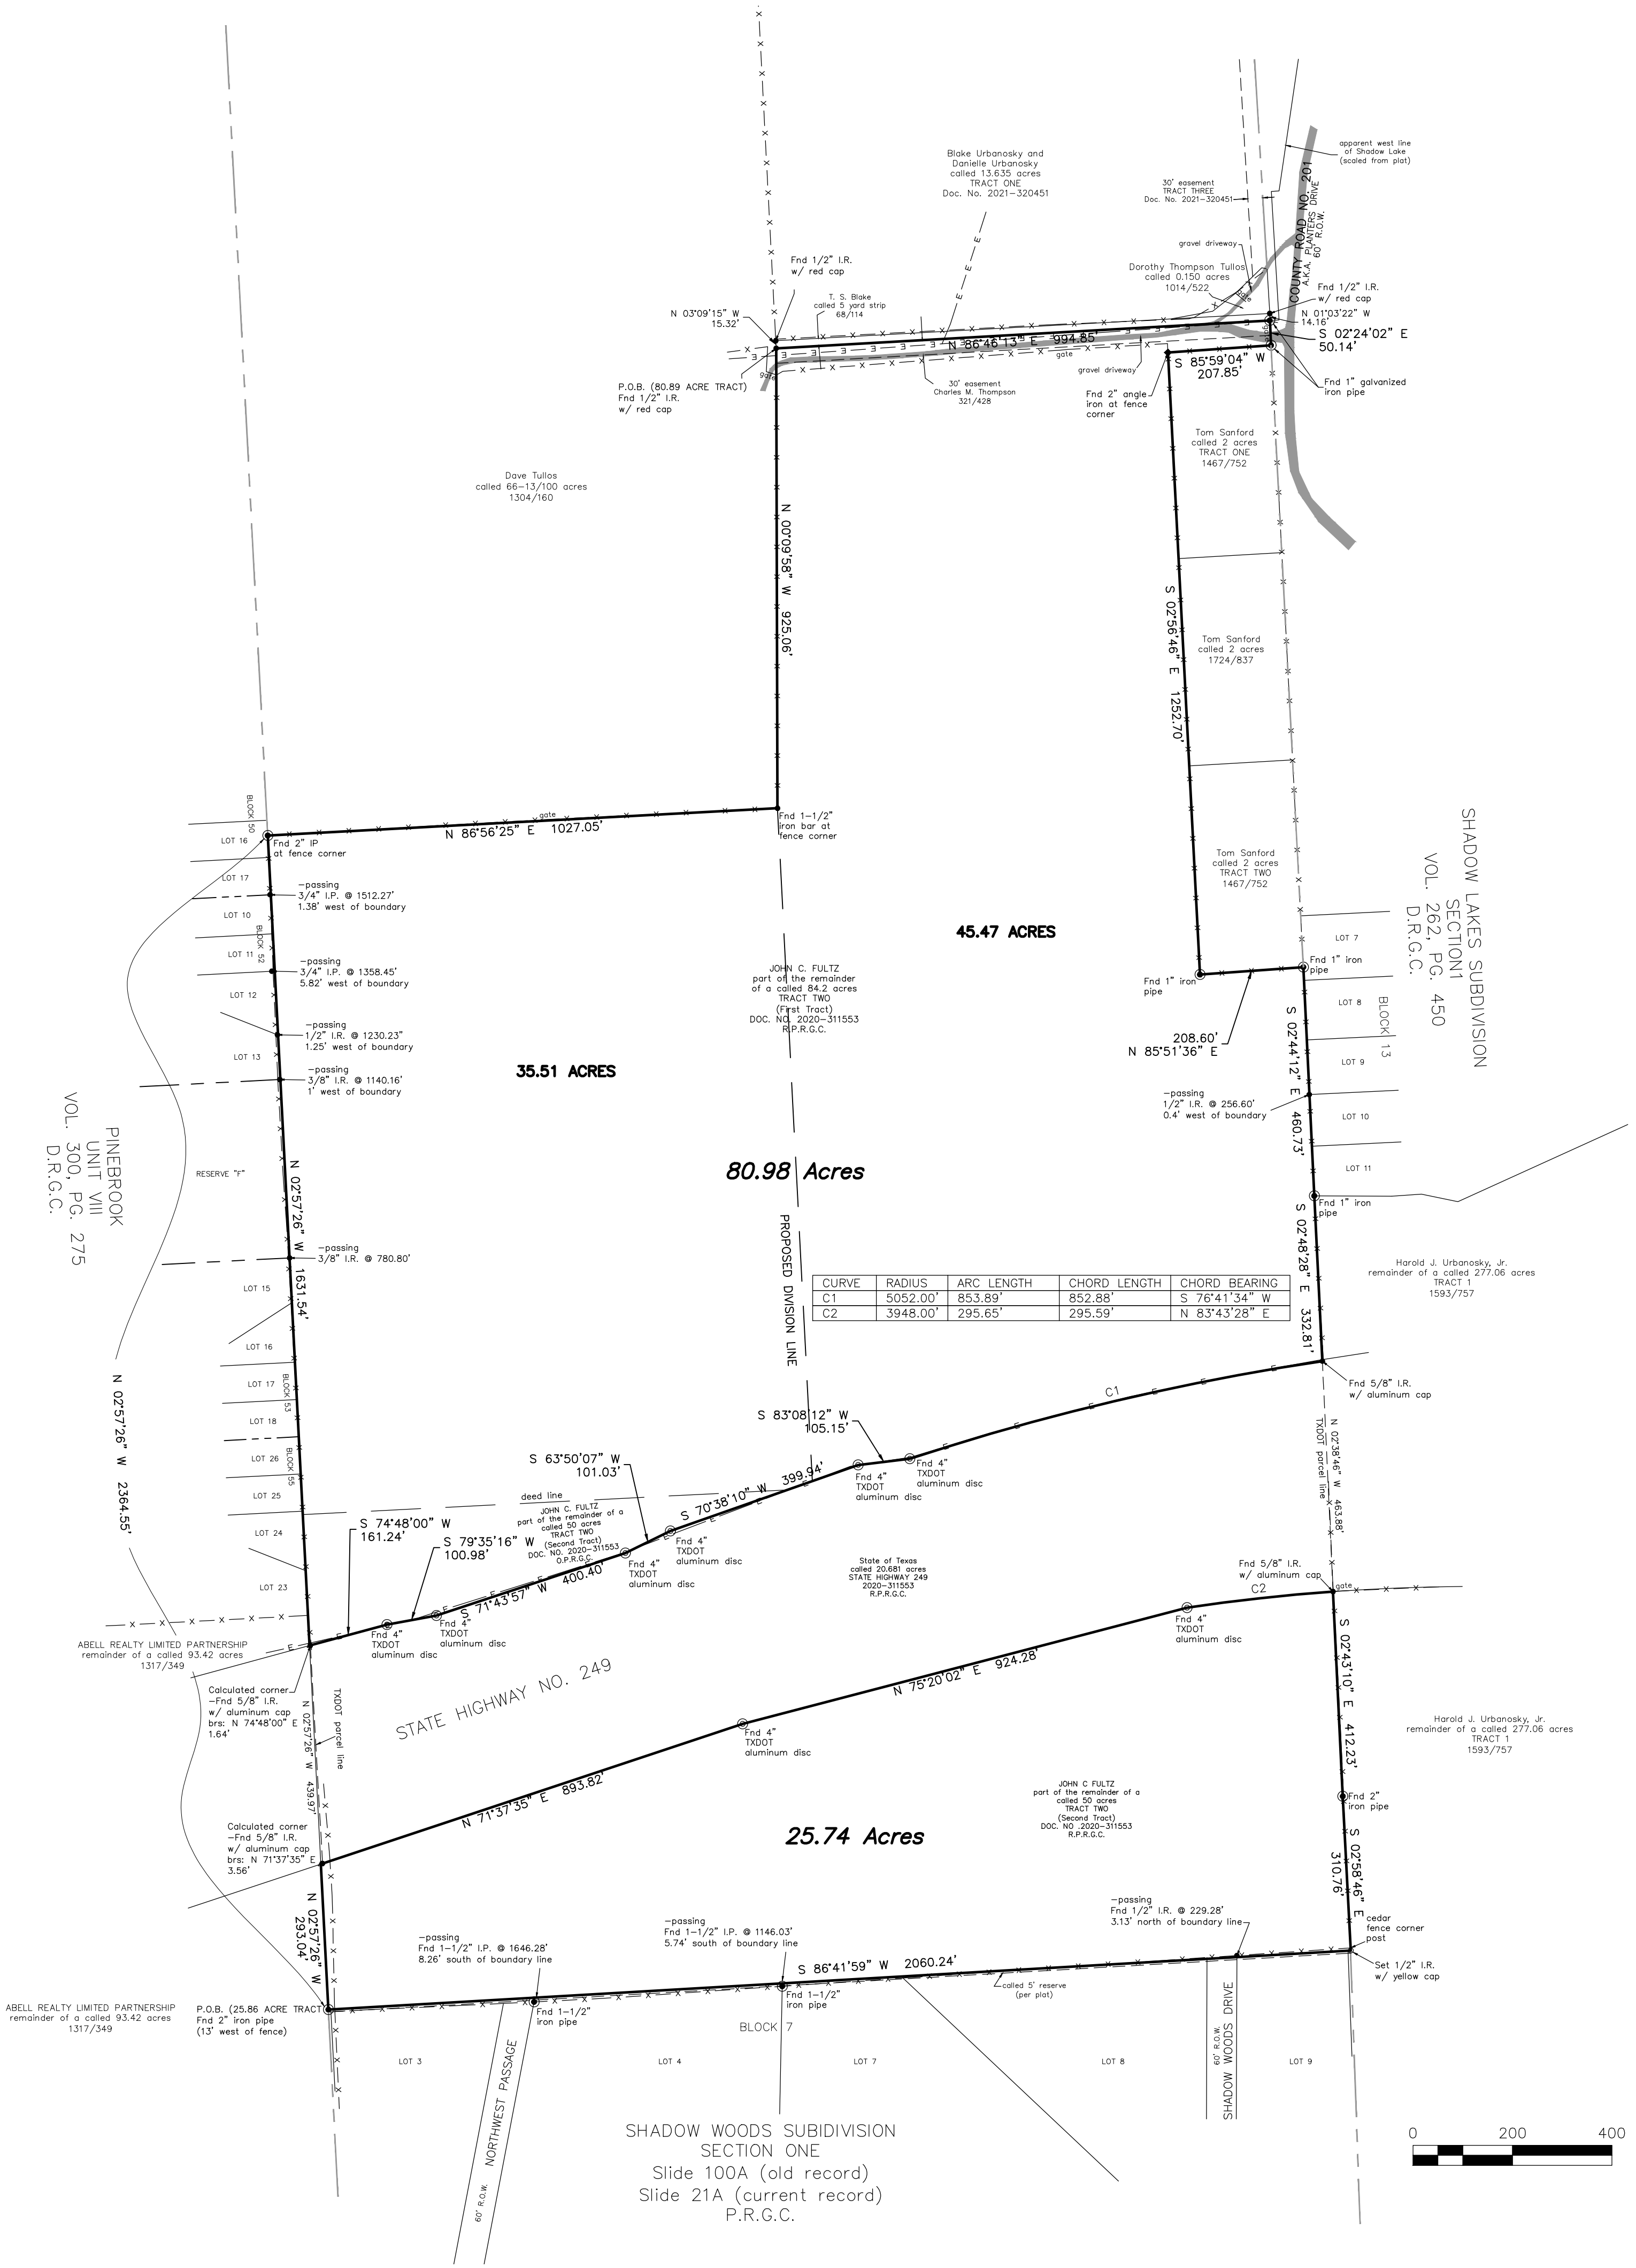 apparent west line
of Shadow Lake
(scaled from plat)
Blake Urbanosky and
Danielle Urbanosky
called 13.635 acres
TRACT ONE
Doc. No. 2021-320451
30' easement
TRACT THREE
Doc. No. 2021-320451
COUNTY ROAD NO. 201
A.K.A. PLANTERS DRIVE
60' R.O.W.
gravel driveway
Fnd 1/2" I.R.
w/ red cap
Dorothy Thompson Tullos
called 0.150 acres
1014/522
gate
T. S. Blake
called 5 yard strip
68/114
Fnd 1/2" I.R.
w/ red cap
N 03°09'15" W
15.32'
N 01°03'22" W
14.16'
S 02°24'02" E
50.14'
N 86°46'13" E 994.85'
gate
gate
gate
S 85°59'04" W
207.85'
gravel driveway
P.O.B. (80.89 ACRE TRACT)
Fnd 1/2" I.R.
w/ red cap
30' easement
Charles M. Thompson
321/428
Fnd 2" angle
iron at fence
corner
Fnd 1" galvanized
iron pipe
Tom Sanford
called 2 acres
TRACT ONE
1467/752
Dave Tullos
called 66-13/100 acres
1304/160
N 00°09'58" W 925.06'
S 02°56'46" E 1252.70'
Tom Sanford
called 2 acres
1724/837
BLOCK 50
LOT 16
Fnd 2" IP
at fence corner
gate
N 86°56'25" E 1027.05'
Fnd 1-1/2"
iron bar at
fence corner
Tom Sanford
called 2 acres
TRACT TWO
1467/752
SHADOW LAKES SUBDIVISION
SECTION1
VOL. 262, PG. 450
D.R.G.C.
LOT 17
-passing
3/4" I.P. @ 1512.27'
1.38' west of boundary
LOT 10
BLOCK 52
LOT 11
-passing
3/4" I.P. @ 1358.45'
5.82' west of boundary
45.47 ACRES
LOT 7
JOHN C. FULTZ
part of the remainder
of a called 84.2 acres
TRACT TWO
(First Tract)
DOC. NO. 2020-311553
R.P.R.G.C.
Fnd 1" iron
pipe
Fnd 1" iron
pipe
LOT 12
LOT 8
BLOCK 13
-passing
1/2" I.R. @ 1230.23"
1.25' west of boundary
208.60'
N 85°51'36" E
S 02°44'12" E 460.73'
LOT 13
LOT 9
-passing
3/8" I.R. @ 1140.16'
1' west of boundary
35.51 ACRES
-passing
1/2" I.R. @ 256.60'
0.4' west of boundary
LOT 10
PINEBROOK
UNIT VIII
VOL. 300, PG. 275
D.R.G.C.
RESERVE "F"
N 02°57'26" W 1631.54'
80.98 Acres
LOT 11
Fnd 1" iron
pipe
PROPOSED DIVISION LINE
S 02°48'28" E 332.81'
-passing
3/8" I.R. @ 780.80'
Harold J. Urbanosky, Jr.
remainder of a called 277.06 acres
TRACT 1
1593/757
LOT 15
CURVE RADIUS ARC LENGTH CHORD LENGTH CHORD BEARING
C1 5052.00' 853.89' 852.88' S 76°41'34" W
C2 3948.00' 295.65' 295.59' N 83°43'28" E
LOT 16
LOT 17
BLOCK 53
LOT 18
N 02°57'26" W 2364.55'
C1
Fnd 5/8" I.R.
w/ aluminum cap
S 83°08'12" W
105.15'
N 02°38'46" W 463.88'
TXDOT parcel line
LOT 26
BLOCK 55
LOT 25
LOT 24
LOT 23
S 63°50'07" W
101.03'
S 70°38'10" W 399.94'
Fnd 4"
TXDOT
aluminum disc
Fnd 4"
TXDOT
aluminum disc
deed line
JOHN C. FULTZ
part of the remainder of a
called 50 acres
TRACT TWO
(Second Tract)
DOC. NO. 2020-311553
O.P.R.G.C.
S 74°48'00" W
161.24'
S 79°35'16" W
100.98'
S 71°43'57" W 400.40'
Fnd 4"
TXDOT
aluminum disc
Fnd 4"
TXDOT
aluminum disc
State of Texas
called 20.681 acres
STATE HIGHWAY 249
2020-311553
R.P.R.G.C.
Fnd 5/8" I.R.
w/ aluminum cap
C2
gate
Fnd 4"
TXDOT
aluminum disc
Fnd 4"
TXDOT
aluminum disc
Fnd 4"
TXDOT
aluminum disc
ABELL REALTY LIMITED PARTNERSHIP
remainder of a called 93.42 acres
1317/349
Calculated corner
-Fnd 5/8" I.R.
w/ aluminum cap
brs: N 74°48'00" E
1.64'
TXDOT parcel line
N 02°57'26" W 439.97'
STATE HIGHWAY NO. 249
N 75°20'02" E 924.28'
S 02°43'10" E 412.23'
Fnd 4"
TXDOT
aluminum disc
Harold J. Urbanosky, Jr.
remainder of a called 277.06 acres
TRACT 1
1593/757
N 71°37'35" E 893.82'
JOHN C FULTZ
part of the remainder of a
called 50 acres
TRACT TWO
(Second Tract)
DOC. NO .2020-311553
R.P.R.G.C.
Fnd 2"
iron pipe
Calculated corner
-Fnd 5/8" I.R.
w/ aluminum cap
brs: N 71°37'35" E
3.56'
25.74 Acres
S 02°58'46" E
310.76'
N 02°57'26" W
293.04'
-passing
Fnd 1-1/2" I.P. @ 1646.28'
8.26' south of boundary line
-passing
Fnd 1-1/2" I.P. @ 1146.03'
5.74' south of boundary line
-passing
Fnd 1/2" I.R. @ 229.28'
3.13' north of boundary line
cedar
fence corner
post
S 86°41'59" W 2060.24'
Set 1/2" I.R.
w/ yellow cap
called 5' reserve
(per plat)
ABELL REALTY LIMITED PARTNERSHIP
remainder of a called 93.42 acres
1317/349
P.O.B. (25.86 ACRE TRACT
Fnd 2" iron pipe
(13' west of fence)
Fnd 1-1/2"
iron pipe
Fnd 1-1/2"
iron pipe
BLOCK 7
LOT 3
LOT 4
LOT 7
LOT 8
60' R.O.W.
SHADOW WOODS DRIVE
LOT 9
60' R.O.W. NORTHWEST PASSAGE
SHADOW WOODS SUBIDIVISION
SECTION ONE
Slide 100A (old record)
Slide 21A (current record)
P.R.G.C.
0 200 400